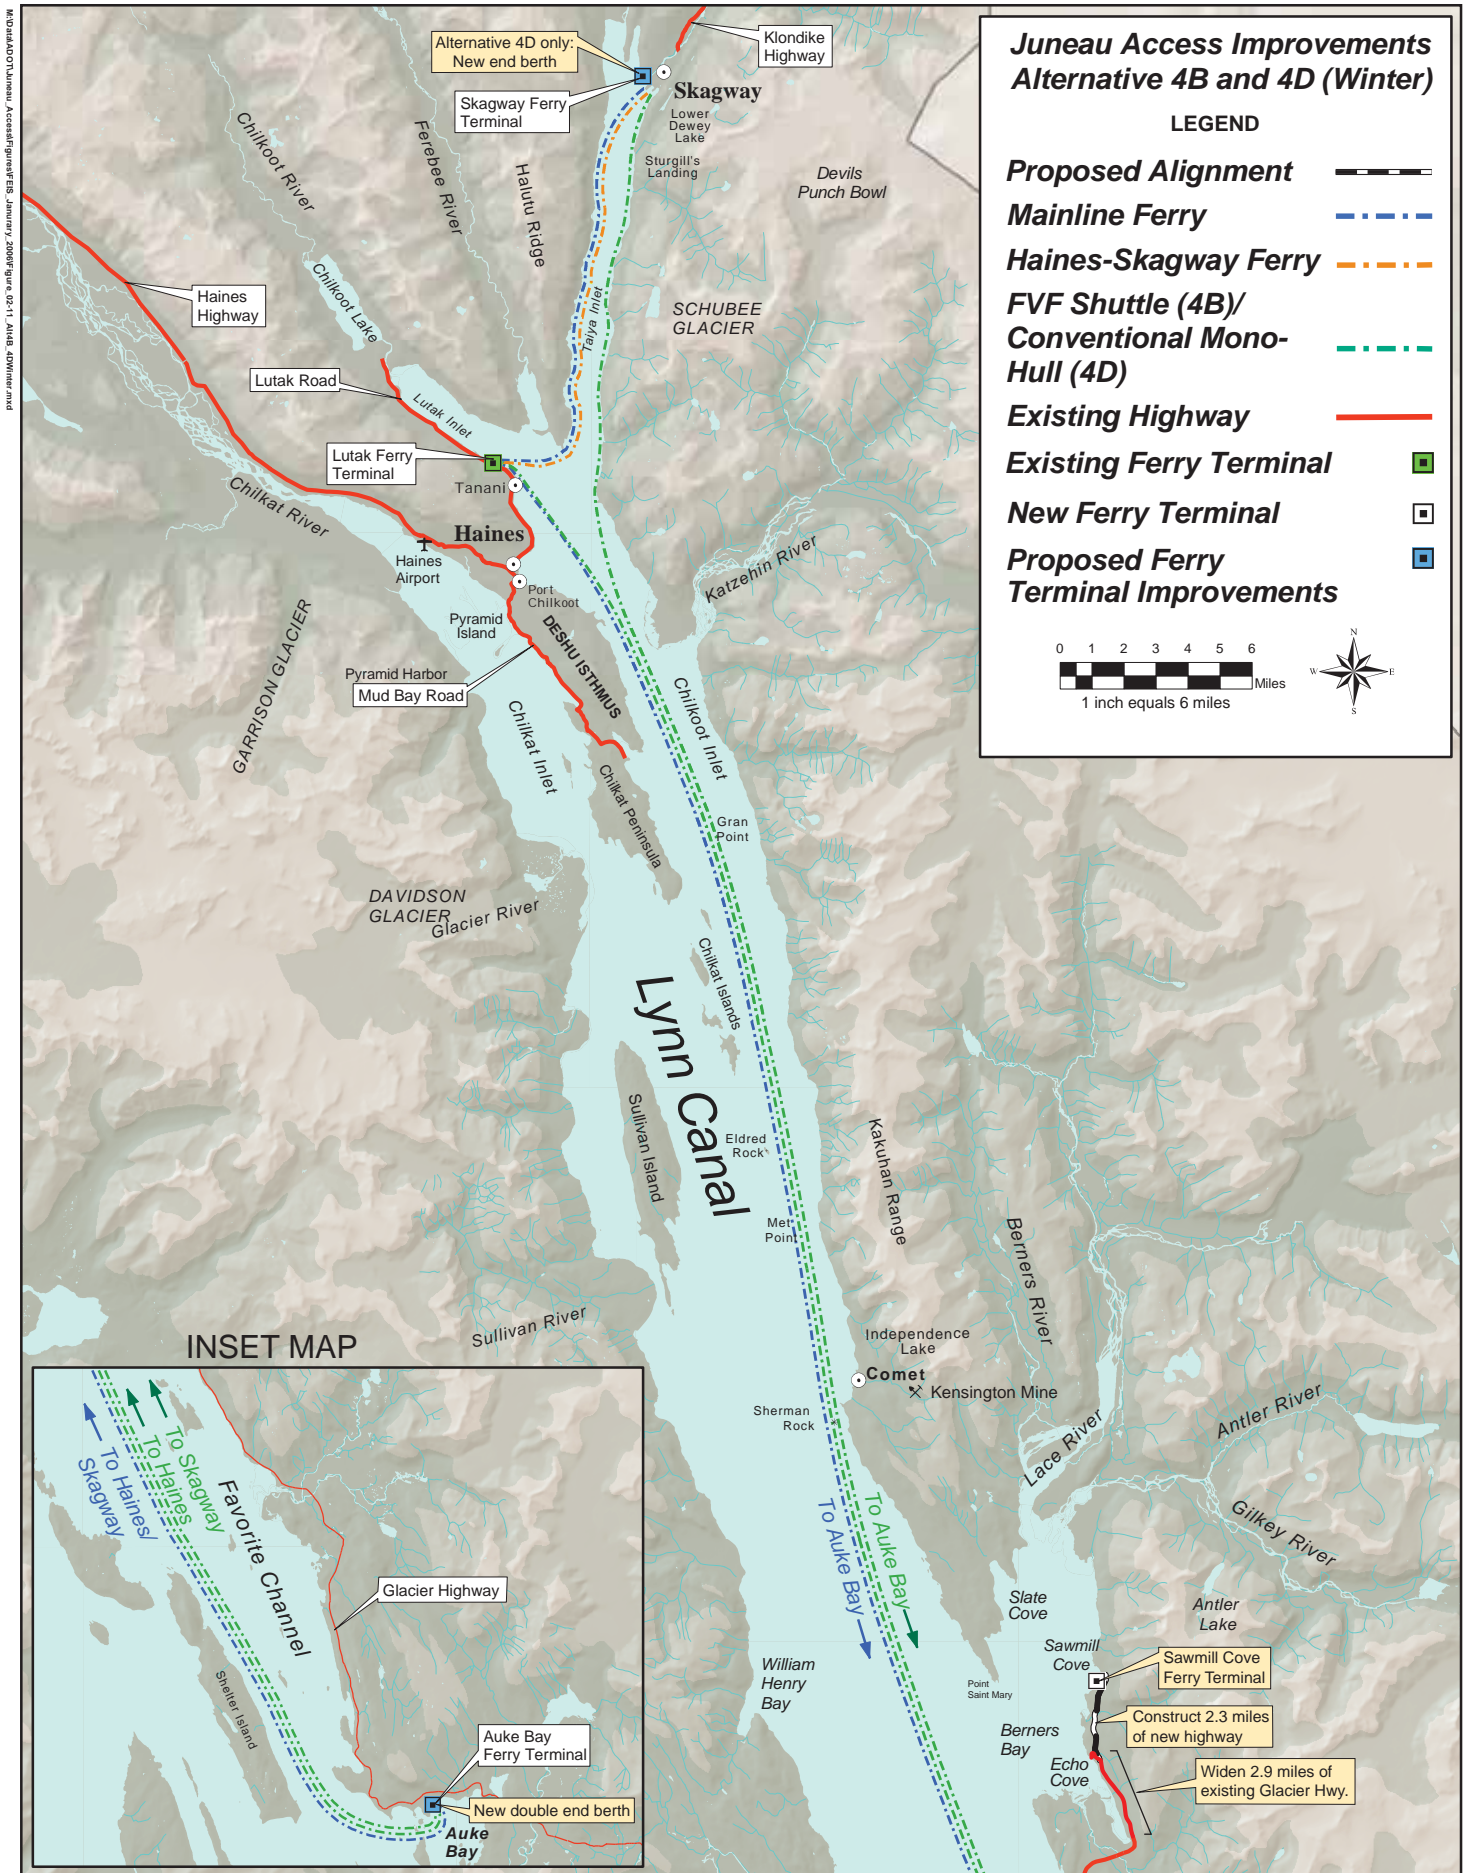 M:\Data\ADOT\Juneau_Access\Figures\FEIS_Janurary_2006\Figure_02-11_Alt4B_4DWinter.mxd
Juneau Access Improvements
Alternative 4B and 4D (Winter)
LEGEND
Proposed Alignment
Mainline Ferry
Haines-Skagway Ferry
FVF Shuttle (4B)/
Conventional Mono-
Hull (4D)
Existing Highway
Existing Ferry Terminal
New Ferry Terminal
Proposed Ferry
Terminal Improvements
0 1 2 3 4 5 6
Miles
1 inch equals 6 miles
N
W
E
S
Alternative 4D only:
New end berth
Klondike
Highway
Skagway Ferry
Terminal
Skagway
Lower
Dewey
Lake
Sturgill's
Landing
Devils
Punch Bowl
Chilkoot River
Ferebee River
Halutu Ridge
Taiya Inlet
Haines
Highway
Chilkoot Lake
SCHUBEE
GLACIER
Lutak Road
Lutak Inlet
Lutak Ferry
Terminal
Tanani
Chilkat River
Haines
Haines
Airport
Port
Chilkoot
Katzehin River
Pyramid
Island
DESHU ISTHMUS
GARRISON GLACIER
Pyramid Harbor
Mud Bay Road
Chilkat Inlet
Chilkoot Inlet
Chilkat Peninsula
Gran
Point
DAVIDSON
GLACIER
Glacier River
Chilkat Islands
Lynn Canal
Sullivan Island
Eldred
Rock
Kakuhan Range
Met
Point
Berners River
Sullivan River
Independence
Lake
Comet
Kensington Mine
Sherman
Rock
Lace River
Antler River
Gilkey River
To Auke Bay
To Auke Bay
Slate
Cove
Antler
Lake
Sawmill
Cove
Sawmill Cove
Ferry Terminal
William
Henry
Bay
Point
Saint Mary
Construct 2.3 miles
of new highway
Berners
Bay
Echo
Cove
Widen 2.9 miles of
existing Glacier Hwy.
INSET MAP
To Haines/
Skagway
To Haines
To Skagway
Favorite Channel
Glacier Highway
Shelter Island
Auke Bay
Ferry Terminal
New double end berth
Auke
Bay